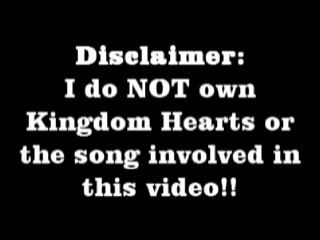 Disclaimer:
I do NOT own
Kingdom Hearts or
the song involved in
this video!!